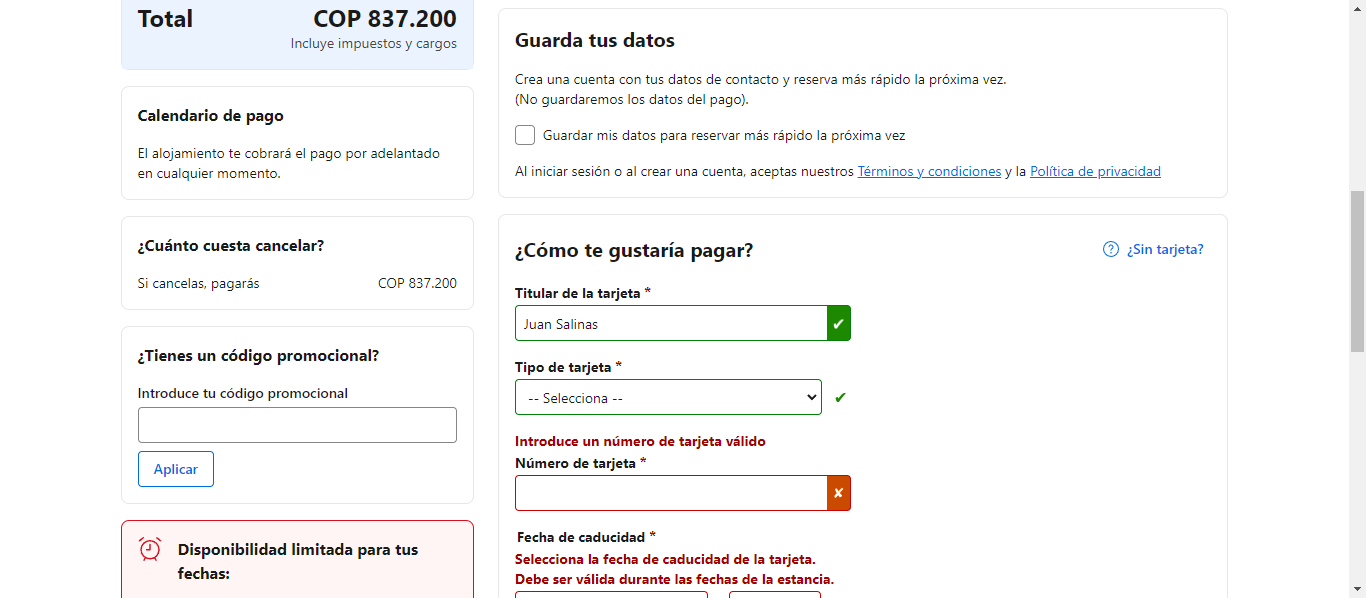 Total COP 837.200
Incluye impuestos y cargos
Calendario de pago
El alojamiento te cobrará el pago por adelantado
en cualquier momento.
¿Cuánto cuesta cancelar?
Si cancelas, pagarás COP 837.200
¿Tienes un código promocional?
Introduce tu código promocional
Aplicar
Disponibilidad limitada para tus
fechas:
Guarda tus datos
Crea una cuenta con tus datos de contacto y reserva más rápido la próxima vez.
(No guardaremos los datos del pago).
Guardar mis datos para reservar más rápido la próxima vez
Al iniciar sesión o al crear una cuenta, aceptas nuestros Términos y condiciones y la Política de privacidad
¿Cómo te gustaría pagar?
¿Sin tarjeta?
Titular de la tarjeta *
Juan Salinas
Tipo de tarjeta *
-- Selecciona --
Introduce un número de tarjeta válido
Número de tarjeta *
Fecha de caducidad *
Selecciona la fecha de caducidad de la tarjeta.
Debe ser válida durante las fechas de la estancia.